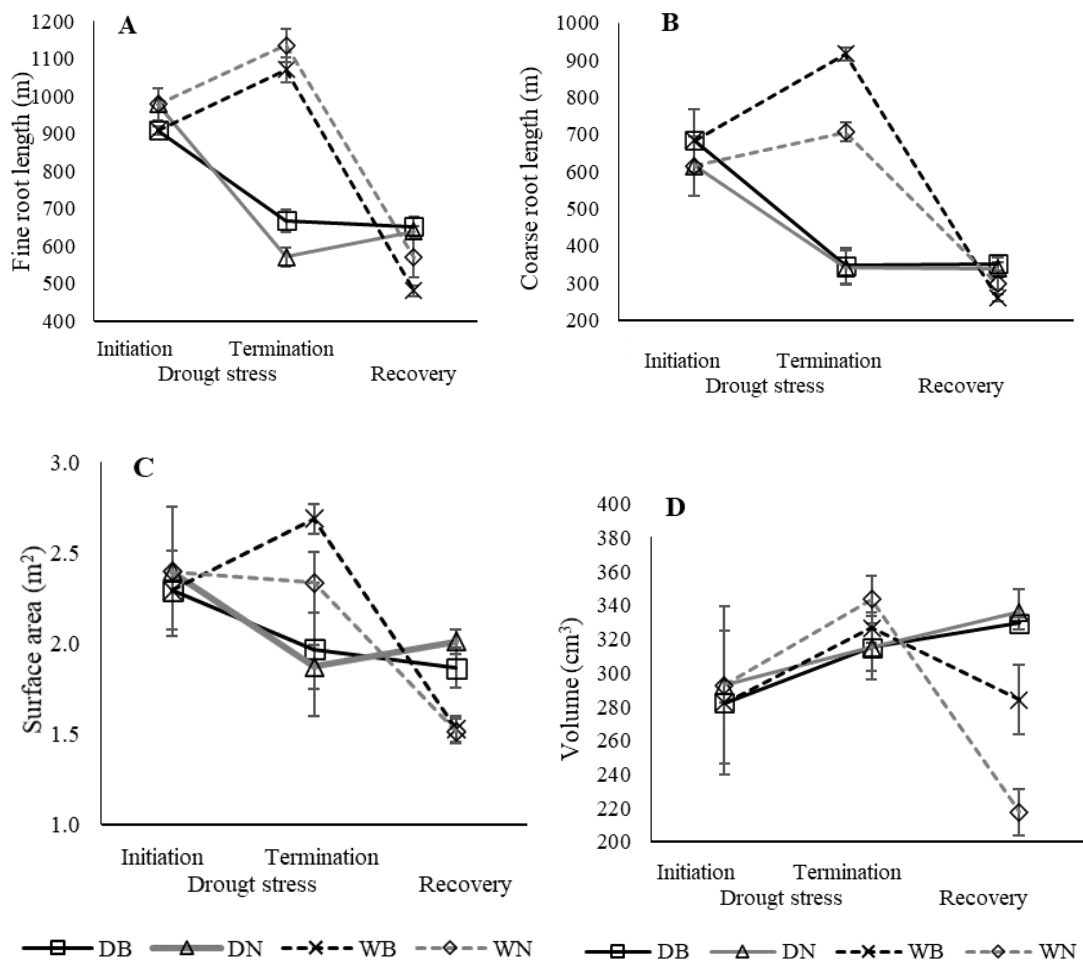 A
Fine root length (m)
1200
1100
1000
900
800
700
600
500
400
Initiation Termination
Drougt stress Recovery
B
Coarse root length (m)
1000
900
800
700
600
500
400
300
200
Initiation Termination
Drougt stress Recovery
C
Surface area (m²)
3.0
2.5
2.0
1.5
1.0
Initiation Termination
Drougt stress Recovery
D
Volume (cm³)
400
380
360
340
320
300
280
260
240
220
200
Initiation Termination
Drougt stress Recovery
DB DN WB WN
DB DN WB WN